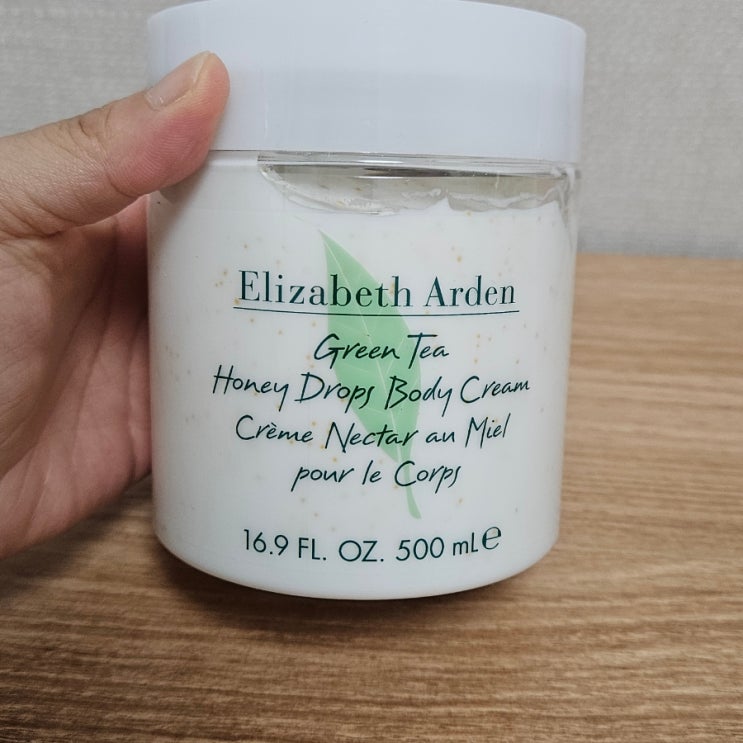 Elizabeth Arden
Green Tea
Honey Drops Body Cream
Crème Nectar au Miel
pour le Corps
16.9 FL. OZ. 500 mL ℮